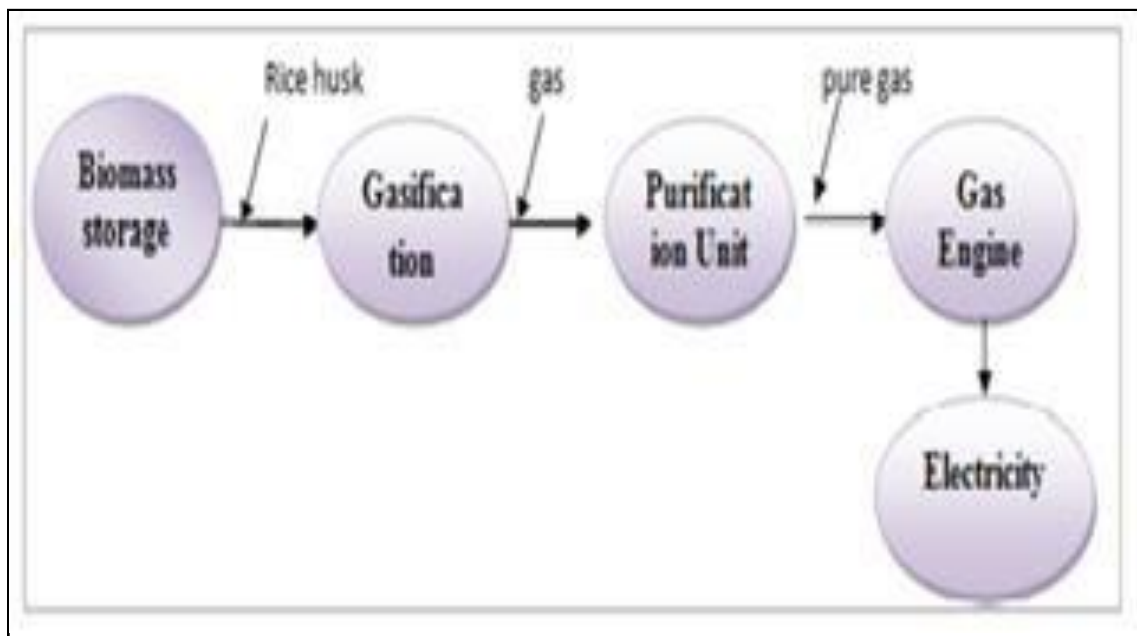 Rice husk
gas
pure gas
Biomass
storage
Gasifica
tion
Purificat
ion Unit
Gas
Engine
Electricity